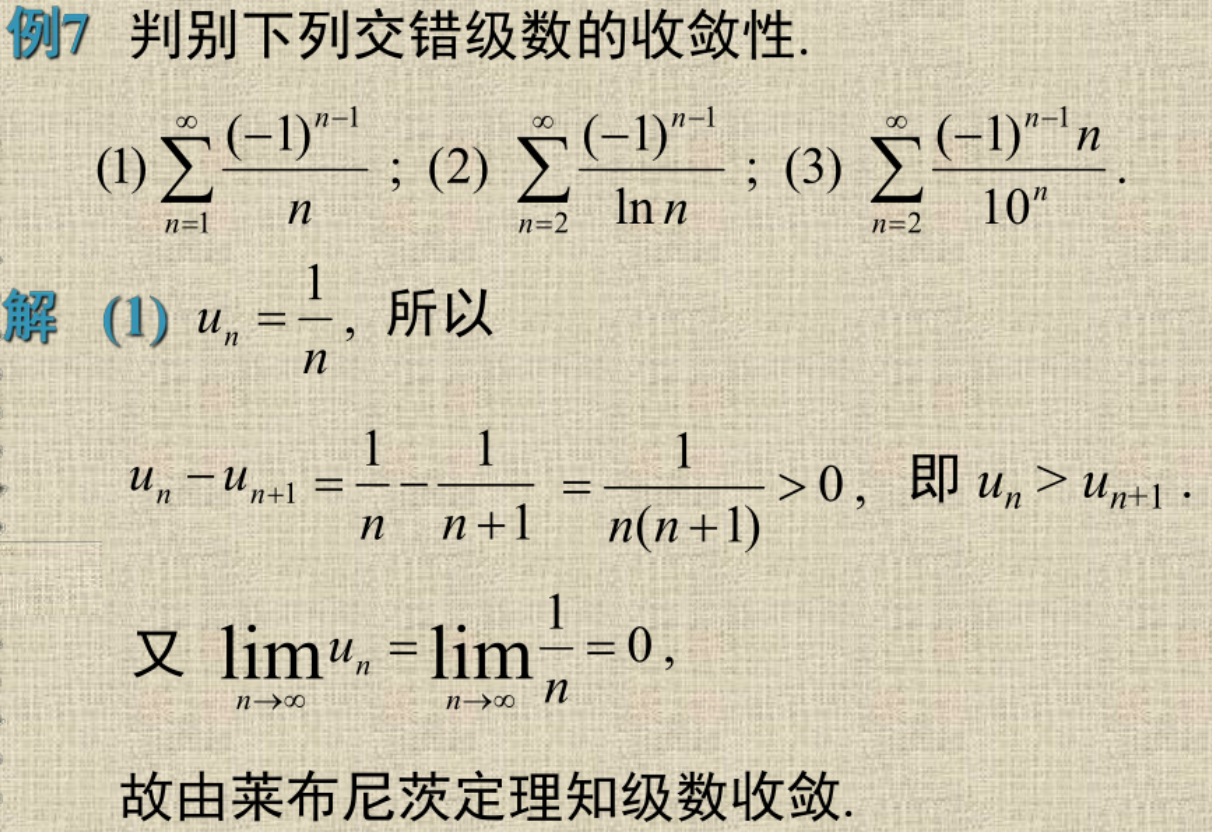 例7 判别下列交错级数的收敛性.
(1) $\sum_{n=1}^{\infty} \frac{(-1)^{n-1}}{n}$ ; (2) $\sum_{n=2}^{\infty} \frac{(-1)^{n-1}}{\ln n}$ ; (3) $\sum_{n=2}^{\infty} \frac{(-1)^{n-1} n}{10^n}$ .
解 (1) $u_n = \frac{1}{n}$ , 所以
$u_n - u_{n+1} = \frac{1}{n} - \frac{1}{n+1} = \frac{1}{n(n+1)} > 0$ , 即 $u_n > u_{n+1}$ .
又 $\lim_{n \to \infty} u_n = \lim_{n \to \infty} \frac{1}{n} = 0$ ,
故由莱布尼茨定理知级数收敛.